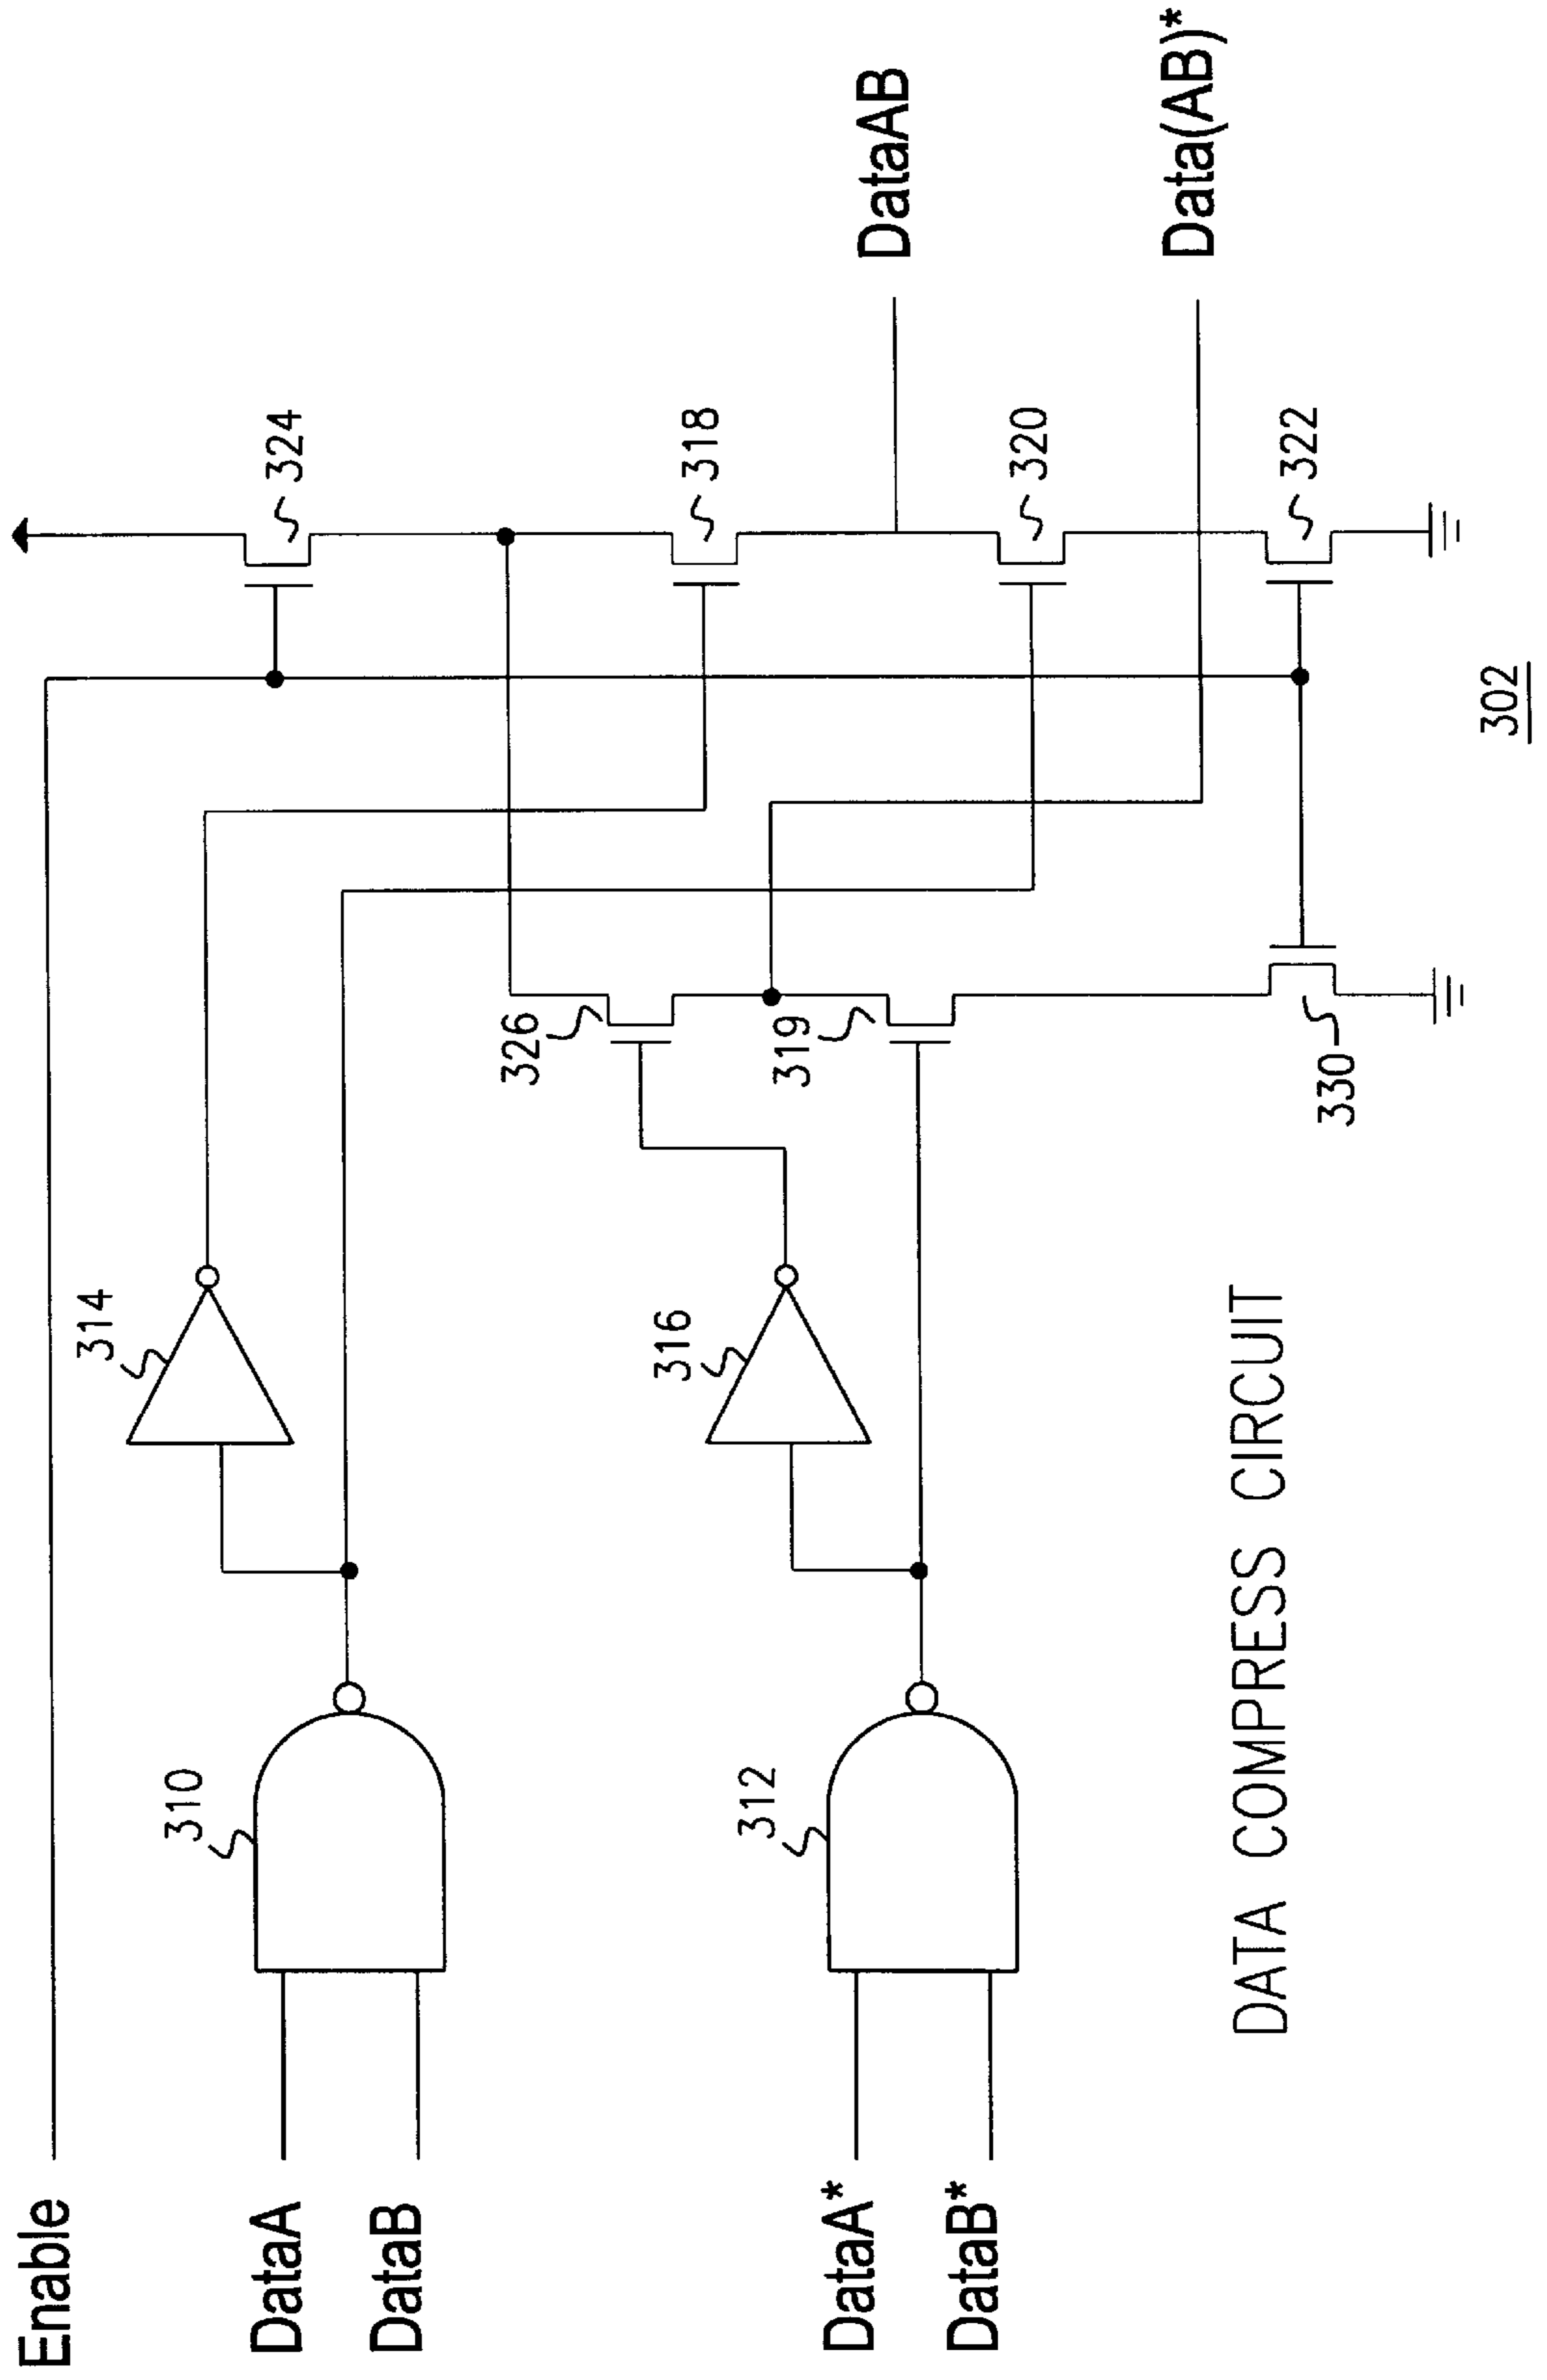 Enable
DataA
DataB
DataA*
DataB*
310
312
314
316
326
319
330
324
318
320
322
DataAB
Data(AB)*
302
DATA COMPRESS CIRCUIT